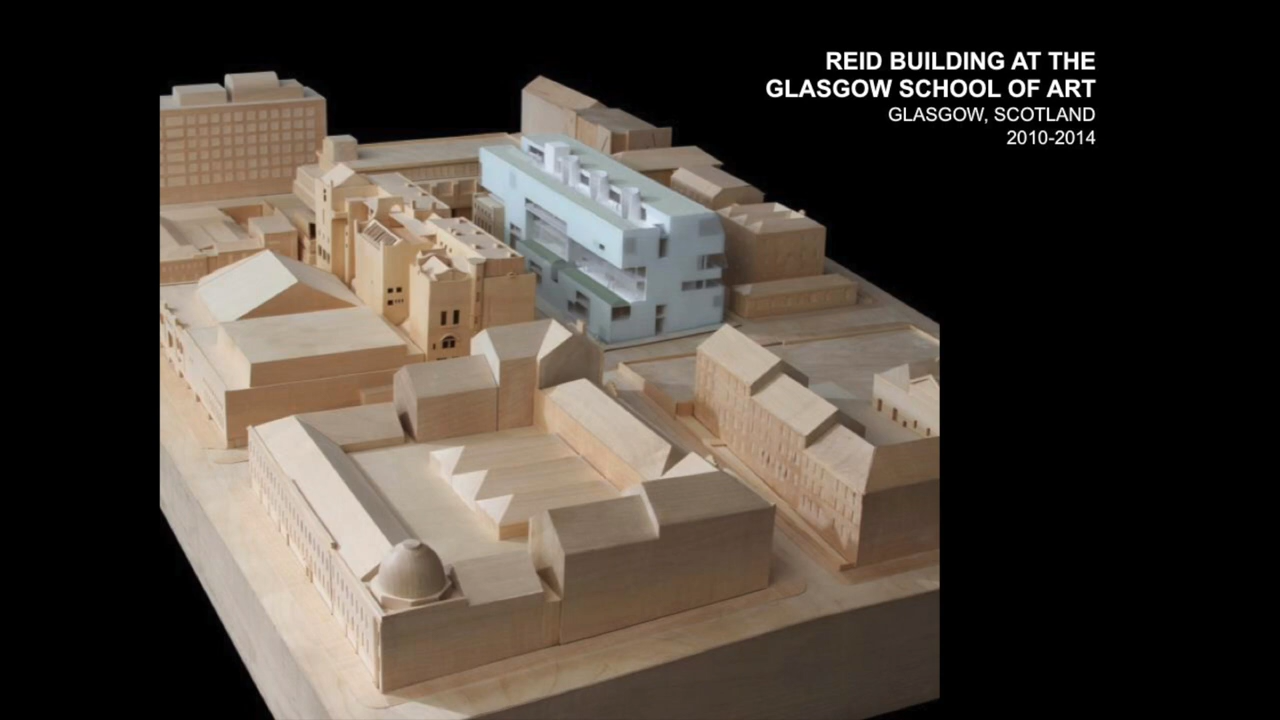 REID BUILDING AT THE
GLASGOW SCHOOL OF ART
GLASGOW, SCOTLAND
2010-2014